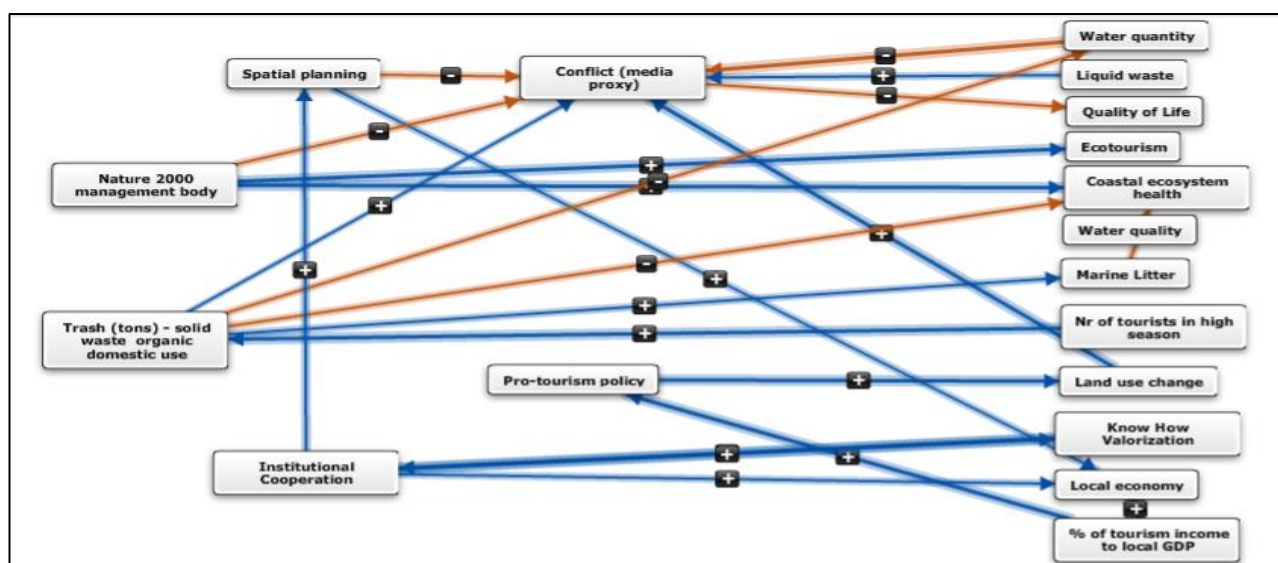 Water quantity
Spatial planning
-
Conflict (media
proxy)
-
+
-
Liquid waste
Quality of Life
-
Ecotourism
Nature 2000
management body
+
-
Coastal ecosystem
health
+
+
Water quality
+
-
+
Marine Litter
Trash (tons) - solid
waste organic
domestic use
+
+
Nr of tourists in high
season
Pro-tourism policy
+
Land use change
Know How
Valorization
Institutional
Cooperation
+
+
+
Local economy
+
% of tourism income
to local GDP